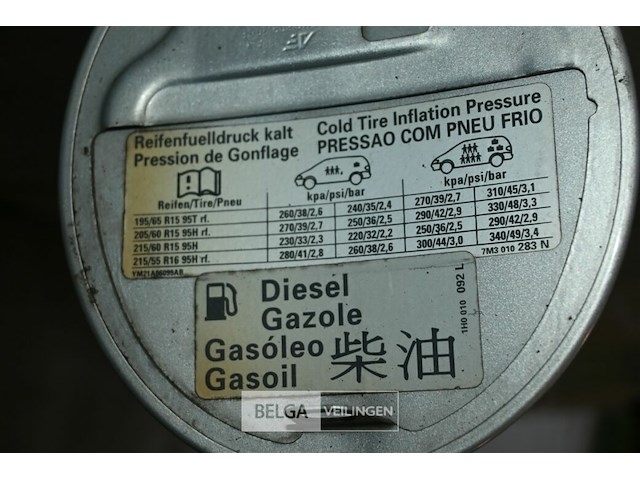 Reifenfuelldruck kalt
Pression de Gonflage
Cold Tire Inflation Pressure
PRESSAO COM PNEU FRIO
Reifen/Tire/Pneu
kpa/psi/bar
kpa/psi/bar
195/65 R15 95T rf. 260/38/2,6 240/35/2,4 270/39/2,7 310/45/3,1
205/60 R15 95H rf. 270/39/2,7 250/36/2,5 290/42/2,9 330/48/3,3
215/60 R15 95H 230/33/2,3 220/32/2,2 250/36/2,5 290/42/2,9
215/55 R16 95H rf. 280/41/2,8 260/38/2,6 300/44/3,0 340/49/3,4
7M3 010 283 N
Diesel
Gazole
Gasóleo
Gasoil
柴油
1H0 010 092 L
BELGA VEILINGEN